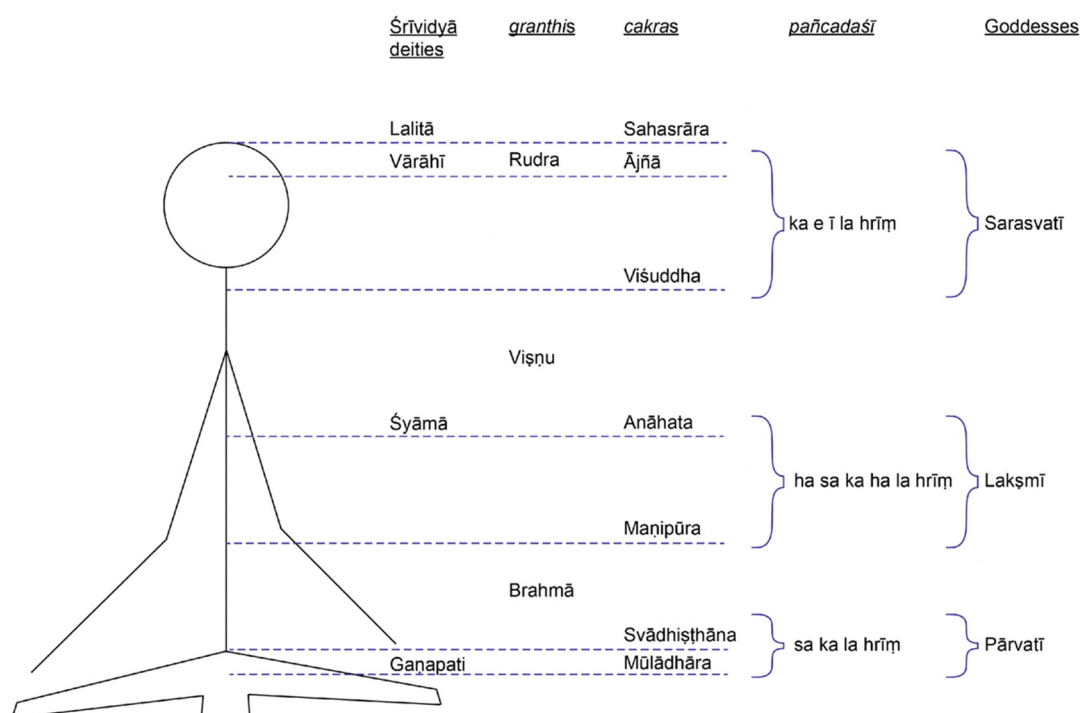 Śrīvidyā deities granthis cakras pañcadaśī Goddesses
Lalitā Sahasrāra
Vārāhī Rudra Ājñā
ka e ī la hrīṃ Sarasvatī
Viśuddha
Viṣṇu
Śyāmā Anāhata
ha sa ka ha la hrīṃ Lakṣmī
Maṇipūra
Brahmā
Svādhiṣṭhāna
sa ka la hrīṃ Pārvatī
Gaṇapati Mūlādhāra